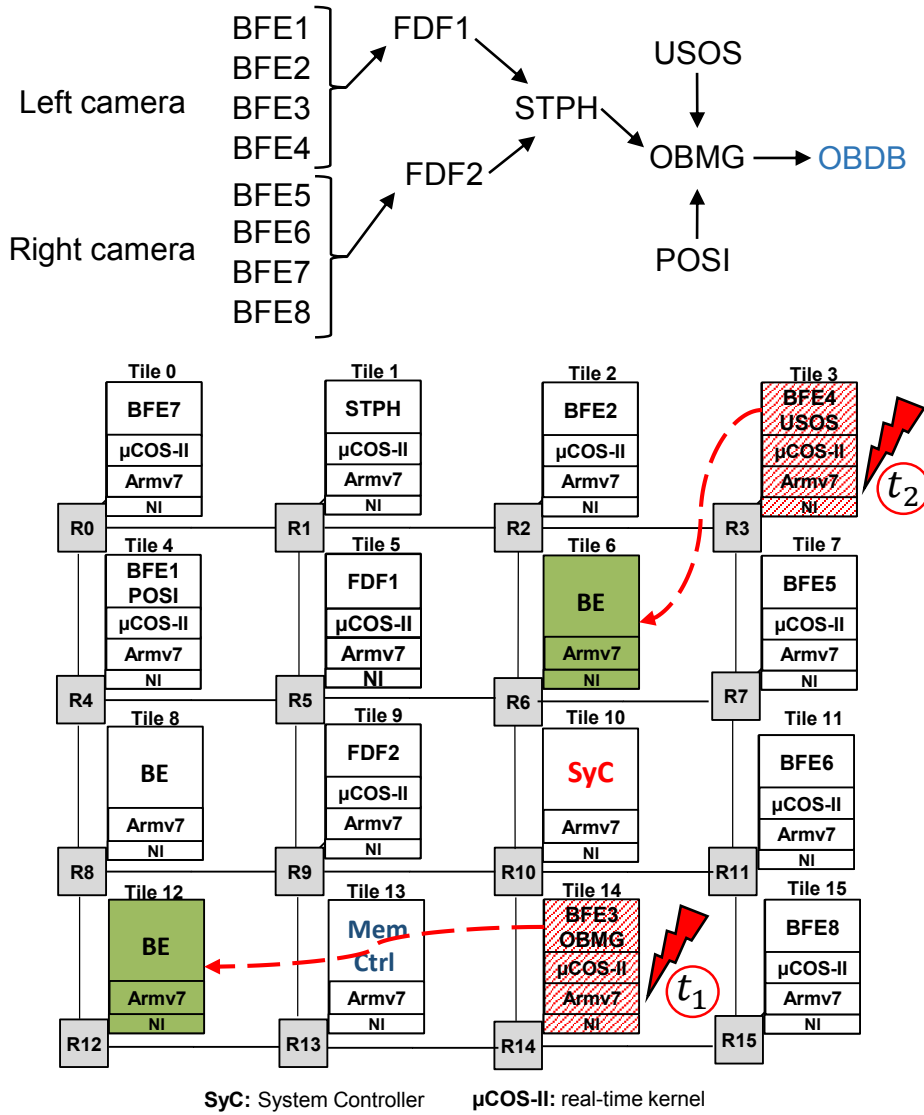 Left camera
Right camera
BFE1
BFE2
BFE3
BFE4
BFE5
BFE6
BFE7
BFE8
FDF1
FDF2
STPH
USOS
OBMG
OBDB
POSI
Tile 0
BFE7
µCOS-II
Armv7
NI
R0
Tile 1
STPH
µCOS-II
Armv7
NI
R1
Tile 2
BFE2
µCOS-II
Armv7
NI
R2
Tile 3
BFE4
USOS
µCOS-II
Armv7
NI
R3
t2
Tile 4
BFE1
POSI
µCOS-II
Armv7
NI
R4
Tile 5
FDF1
µCOS-II
Armv7
NI
R5
Tile 6
BE
Armv7
NI
R6
Tile 7
BFE5
µCOS-II
Armv7
NI
R7
Tile 8
BE
Armv7
NI
R8
Tile 9
FDF2
µCOS-II
Armv7
NI
R9
Tile 10
SyC
Armv7
NI
R10
Tile 11
BFE6
µCOS-II
Armv7
NI
R11
Tile 12
BE
Armv7
NI
R12
Tile 13
Mem
Ctrl
Armv7
NI
R13
Tile 14
BFE3
OBMG
µCOS-II
Armv7
NI
R14
t1
Tile 15
BFE8
µCOS-II
Armv7
NI
R15
SyC: System Controller µCOS-II: real-time kernel